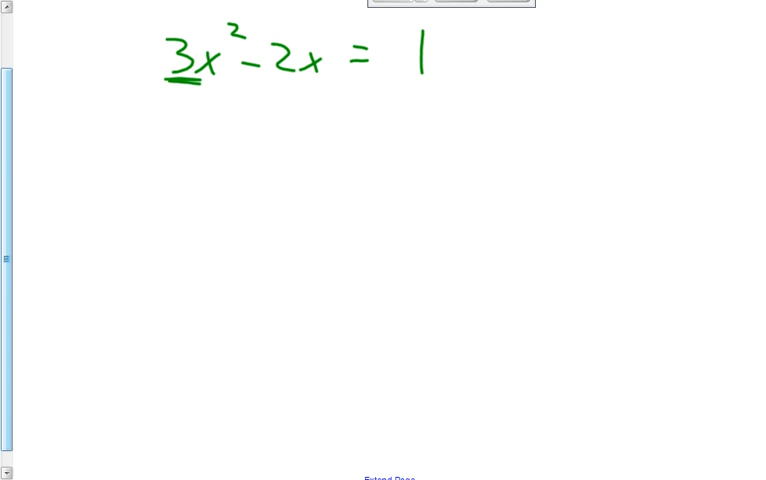 3x² - 2x = 1
Extend Page